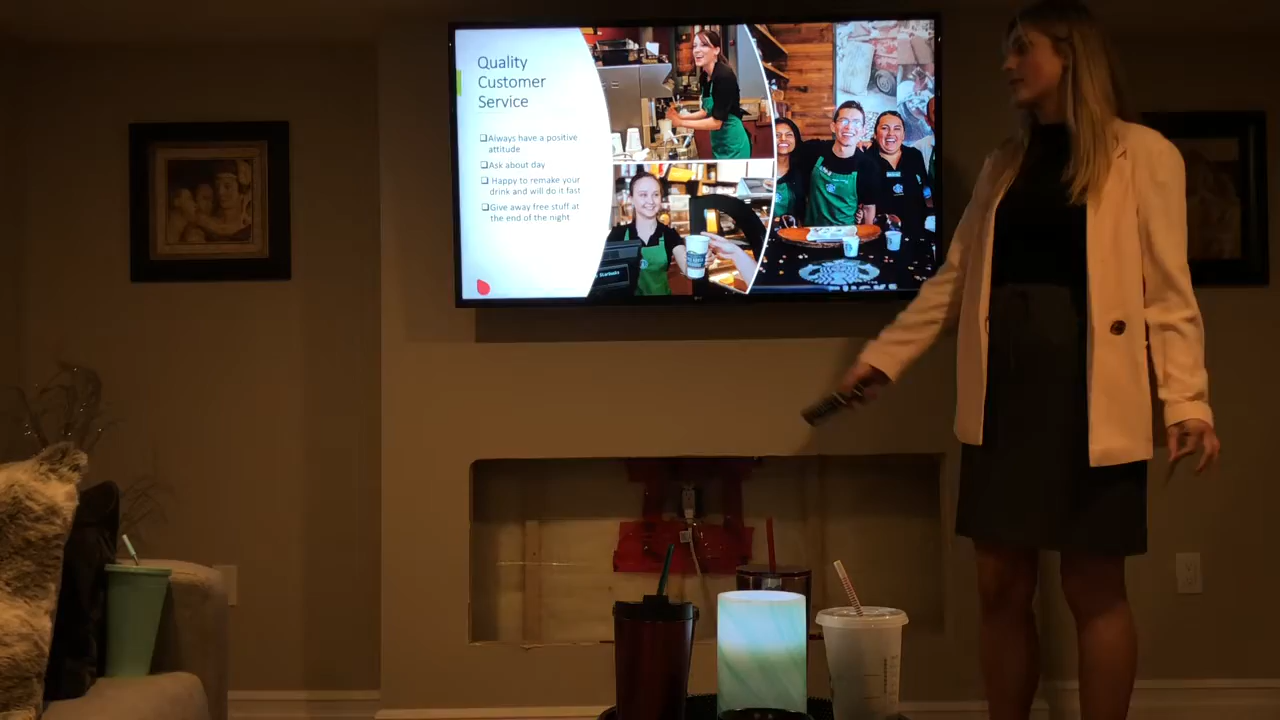 Quality
Customer
Service
❑Always have a positive
attitude
❑Ask about day
❑ Happy to remake your
drink and will do it fast
❑Give away free stuff at
the end of the night